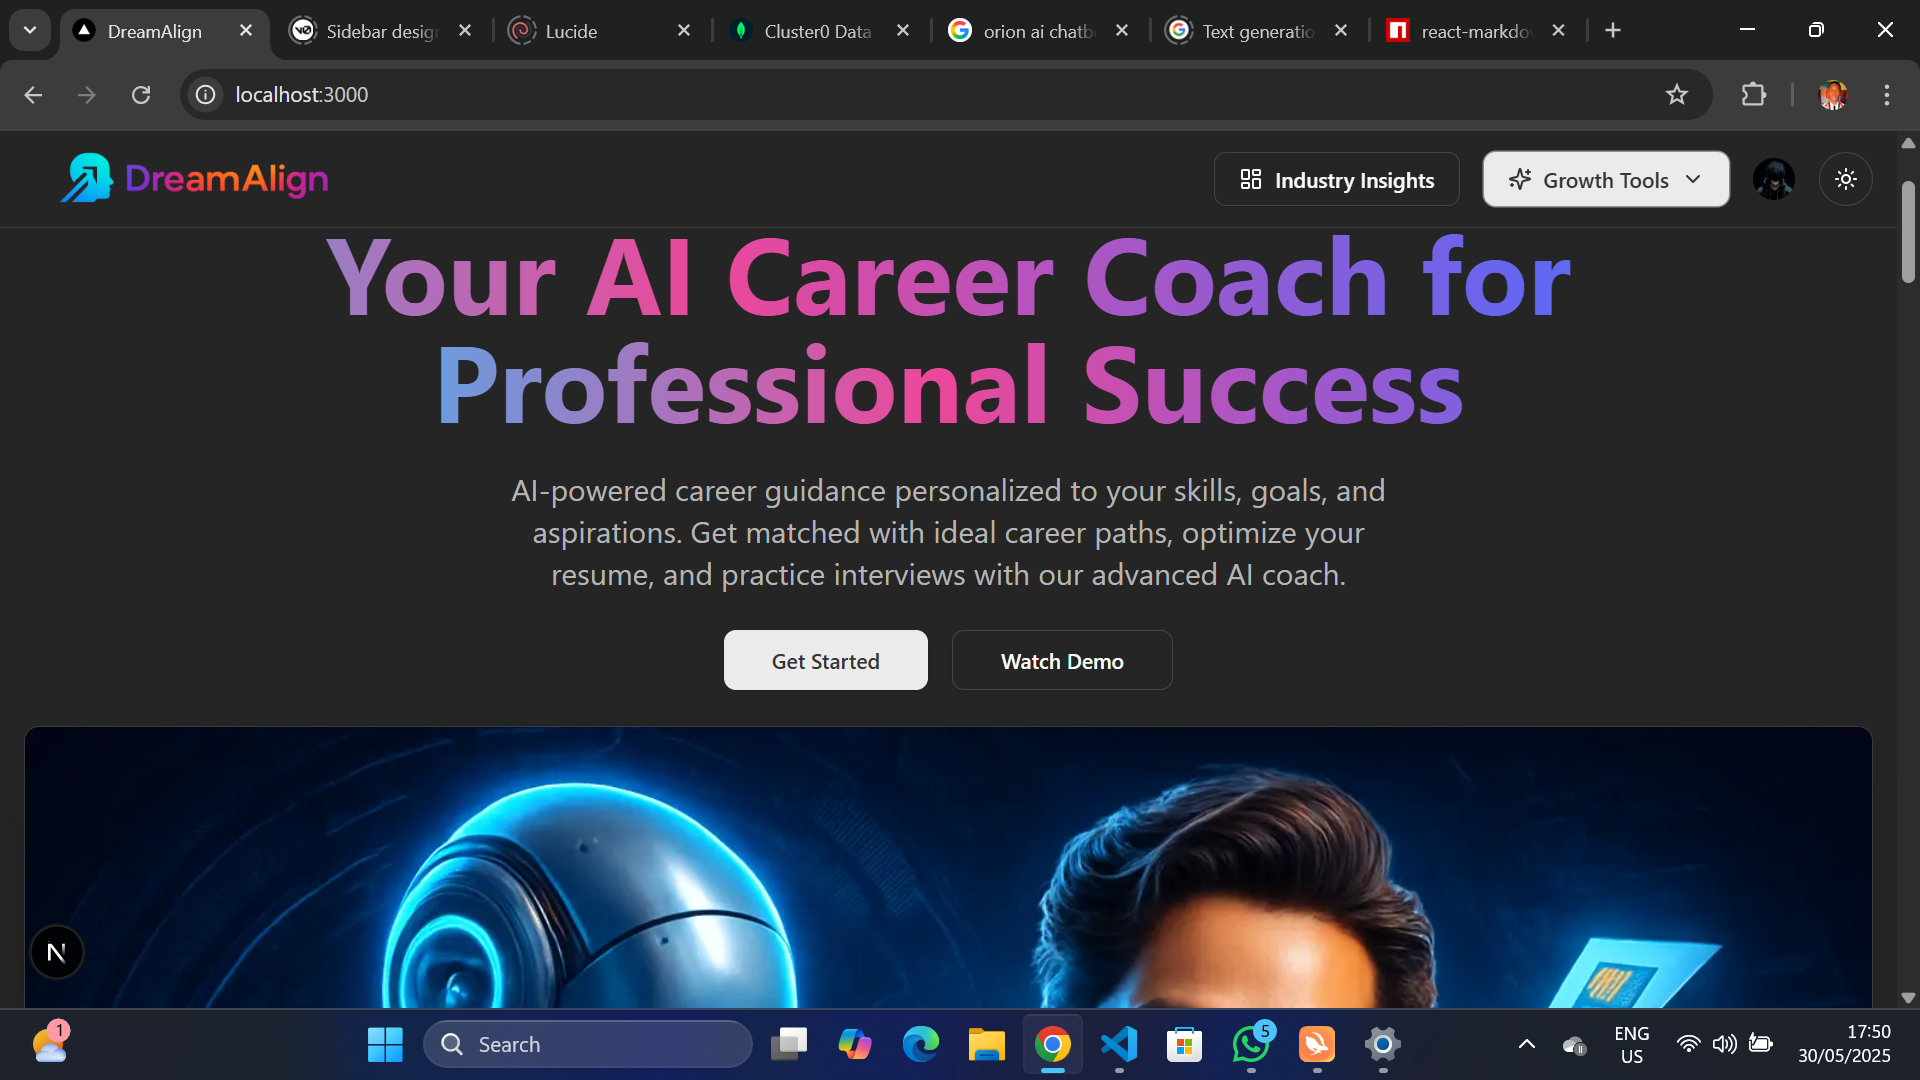 DreamAlign
Sidebar desig
Lucide
Cluster0 Data
orion ai chatb
Text generatio
react-markdo
localhost:3000
DreamAlign
Industry Insights
Growth Tools
Your AI Career Coach for
Professional Success
AI-powered career guidance personalized to your skills, goals, and
aspirations. Get matched with ideal career paths, optimize your
resume, and practice interviews with our advanced AI coach.
Get Started
Watch Demo
N
1
Search
5
ENG
US
17:50
30/05/2025